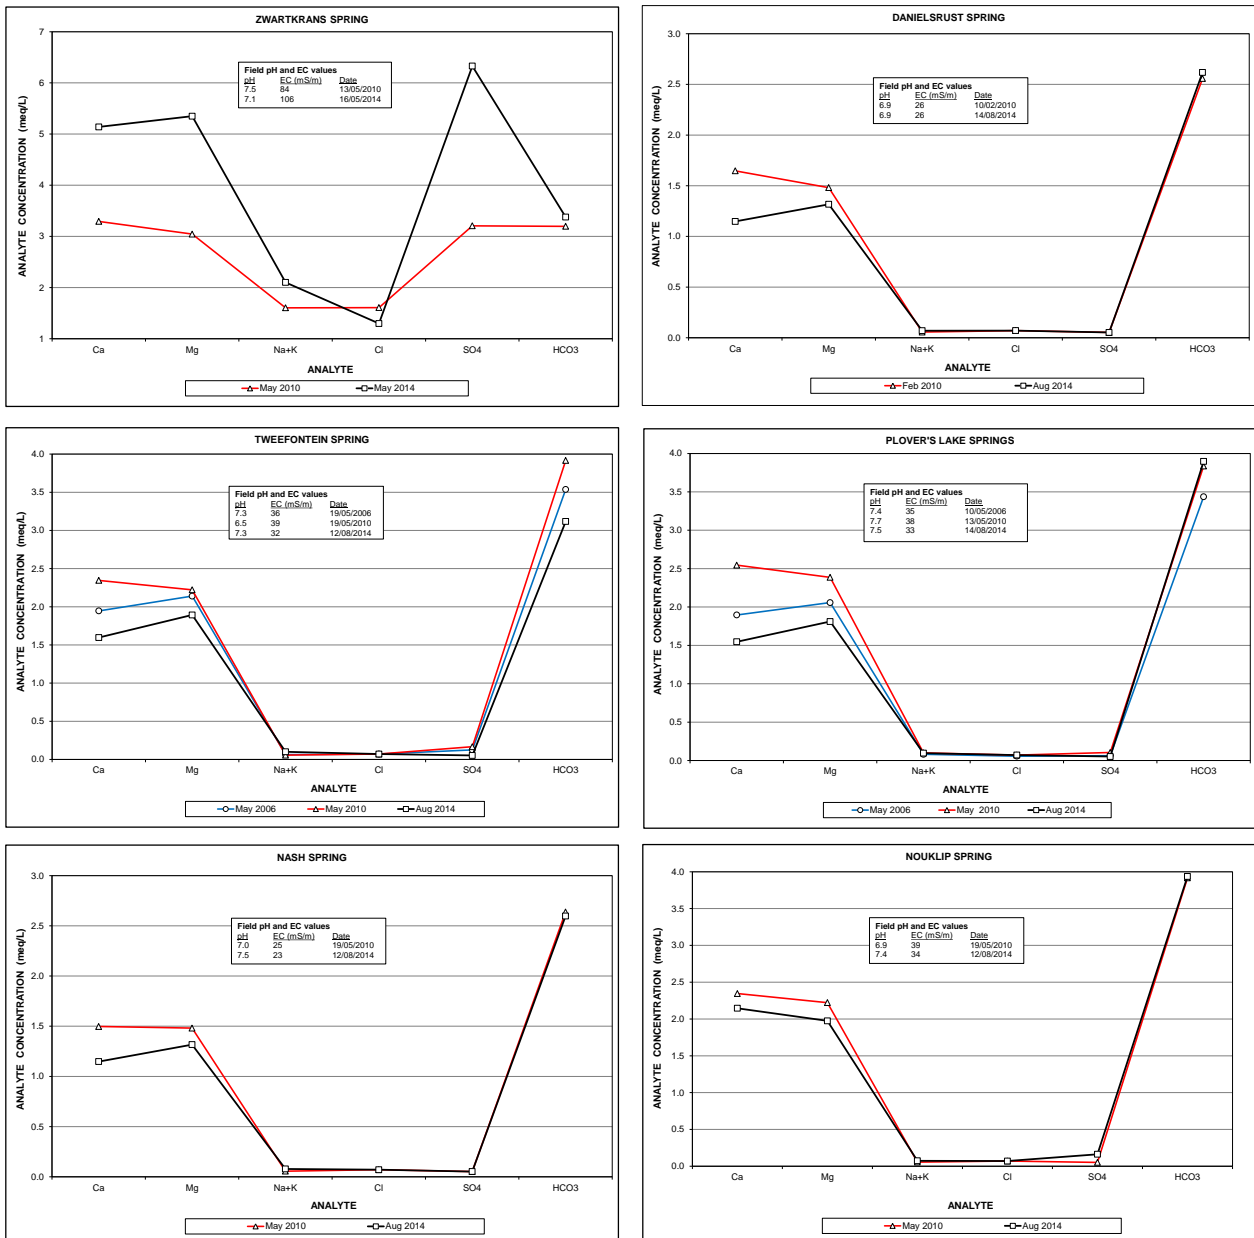 ZWARTKRANS SPRING
ANALYTE CONCENTRATION (meq/L)
7
6
5
4
3
2
1
Field pH and EC values
pH EC (mS/m) Date
7.5 84 13/05/2010
7.1 106 16/05/2014
Ca Mg Na+K Cl SO4 HCO3
ANALYTE
May 2010 May 2014
DANIELSRUST SPRING
ANALYTE CONCENTRATION (meq/L)
3.0
2.5
2.0
1.5
1.0
0.5
0.0
Field pH and EC values
pH EC (mS/m) Date
6.9 26 10/02/2010
6.9 26 14/08/2014
Ca Mg Na+K Cl SO4 HCO3
ANALYTE
Feb 2010 Aug 2014
TWEEFONTEIN SPRING
ANALYTE CONCENTRATION (meq/L)
4.0
3.5
3.0
2.5
2.0
1.5
1.0
0.5
0.0
Field pH and EC values
pH EC (mS/m) Date
7.3 36 19/05/2006
6.5 39 19/05/2010
7.3 32 12/08/2014
Ca Mg Na+K Cl SO4 HCO3
ANALYTE
May 2006 May 2010 Aug 2014
PLOVER'S LAKE SPRINGS
ANALYTE CONCENTRATION (meq/L)
4.0
3.5
3.0
2.5
2.0
1.5
1.0
0.5
0.0
Field pH and EC values
pH EC (mS/m) Date
7.4 35 10/05/2006
7.7 38 13/05/2010
7.5 33 14/08/2014
Ca Mg Na+K Cl SO4 HCO3
ANALYTE
May 2006 May 2010 Aug 2014
NASH SPRING
ANALYTE CONCENTRATION (meq/L)
3.0
2.5
2.0
1.5
1.0
0.5
0.0
Field pH and EC values
pH EC (mS/m) Date
7.0 25 19/05/2010
7.5 23 12/08/2014
Ca Mg Na+K Cl SO4 HCO3
ANALYTE
May 2010 Aug 2014
NOUKLIP SPRING
ANALYTE CONCENTRATION (meq/L)
4.0
3.5
3.0
2.5
2.0
1.5
1.0
0.5
0.0
Field pH and EC values
pH EC (mS/m) Date
6.9 39 19/05/2010
7.4 34 12/08/2014
Ca Mg Na+K Cl SO4 HCO3
ANALYTE
May 2010 Aug 2014